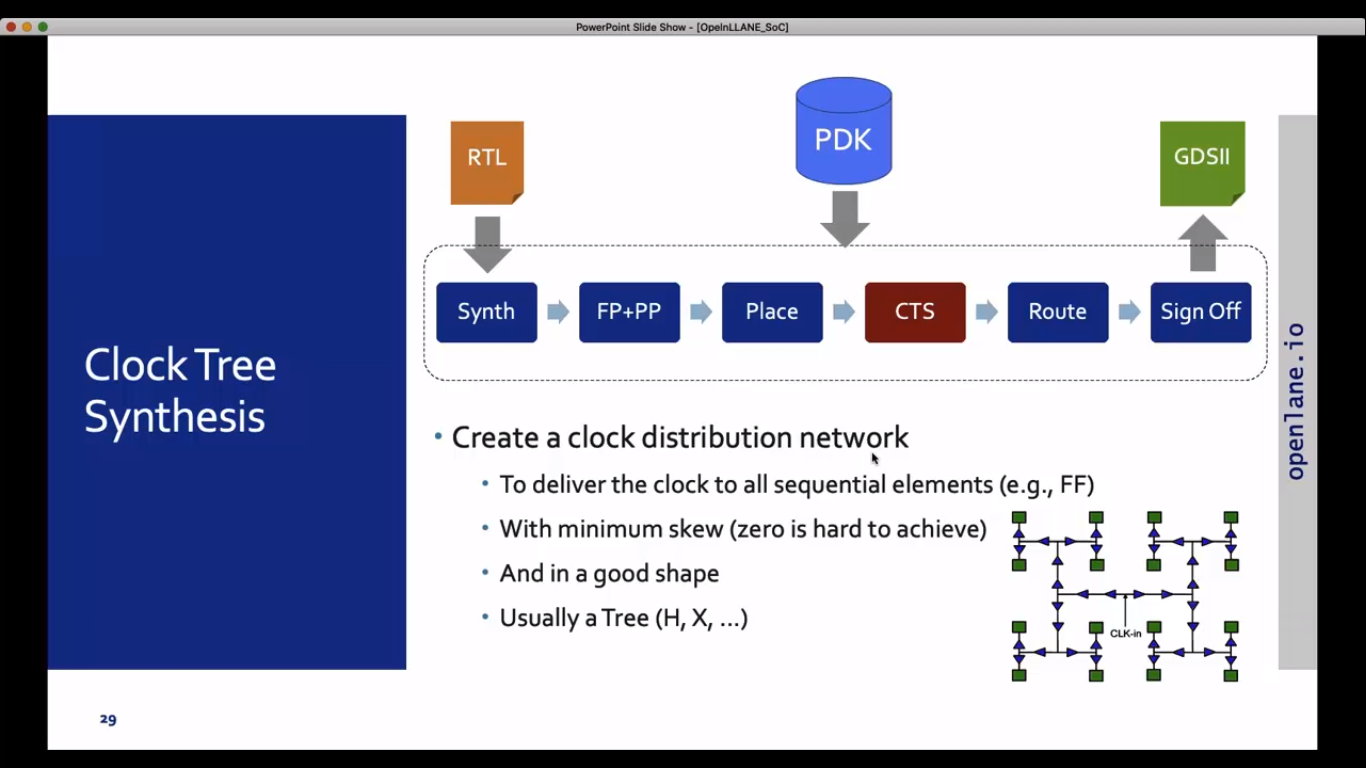 PowerPoint Slide Show - [OpeInLLANE_SoC]
RTL
PDK
GDSII
Synth
FP+PP
Place
CTS
Route
Sign Off
openlane.io
Clock Tree
Synthesis
• Create a clock distribution network
• To deliver the clock to all sequential elements (e.g., FF)
• With minimum skew (zero is hard to achieve)
• And in a good shape
• Usually a Tree (H, X, ...)
CLK-in
29